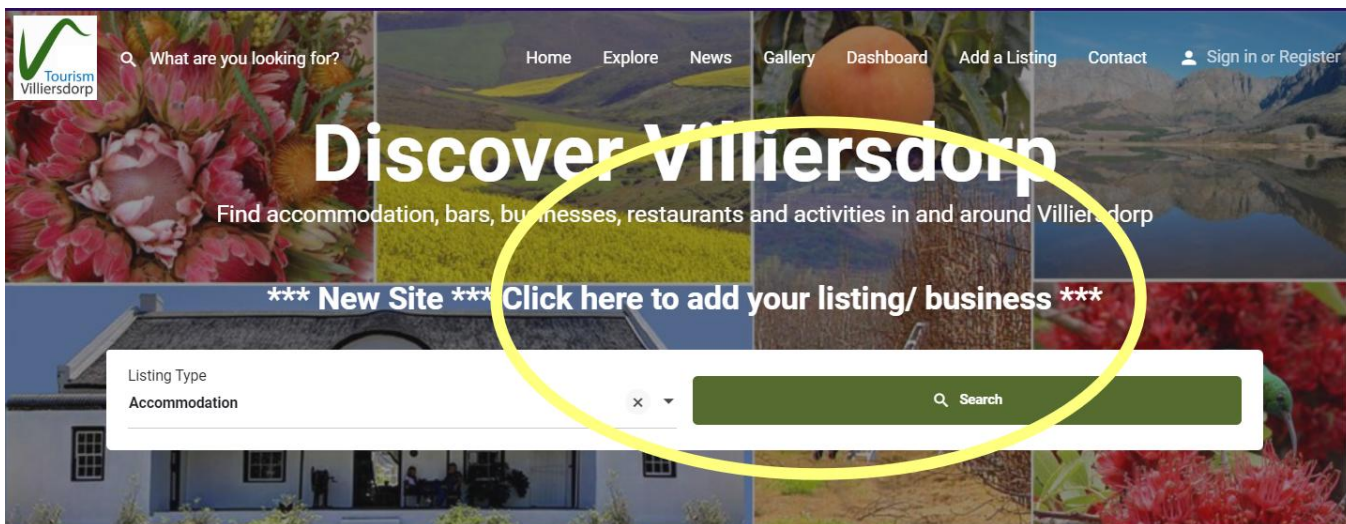 Tourism
Villiersdorp
What are you looking for?
Home Explore News Gallery Dashboard Add a Listing Contact Sign in or Register
Discover Villiersdorp
Find accommodation, bars, businesses, restaurants and activities in and around Villiersdorp
*** New Site *** Click here to add your listing/ business ***
Listing Type
Accommodation
Search